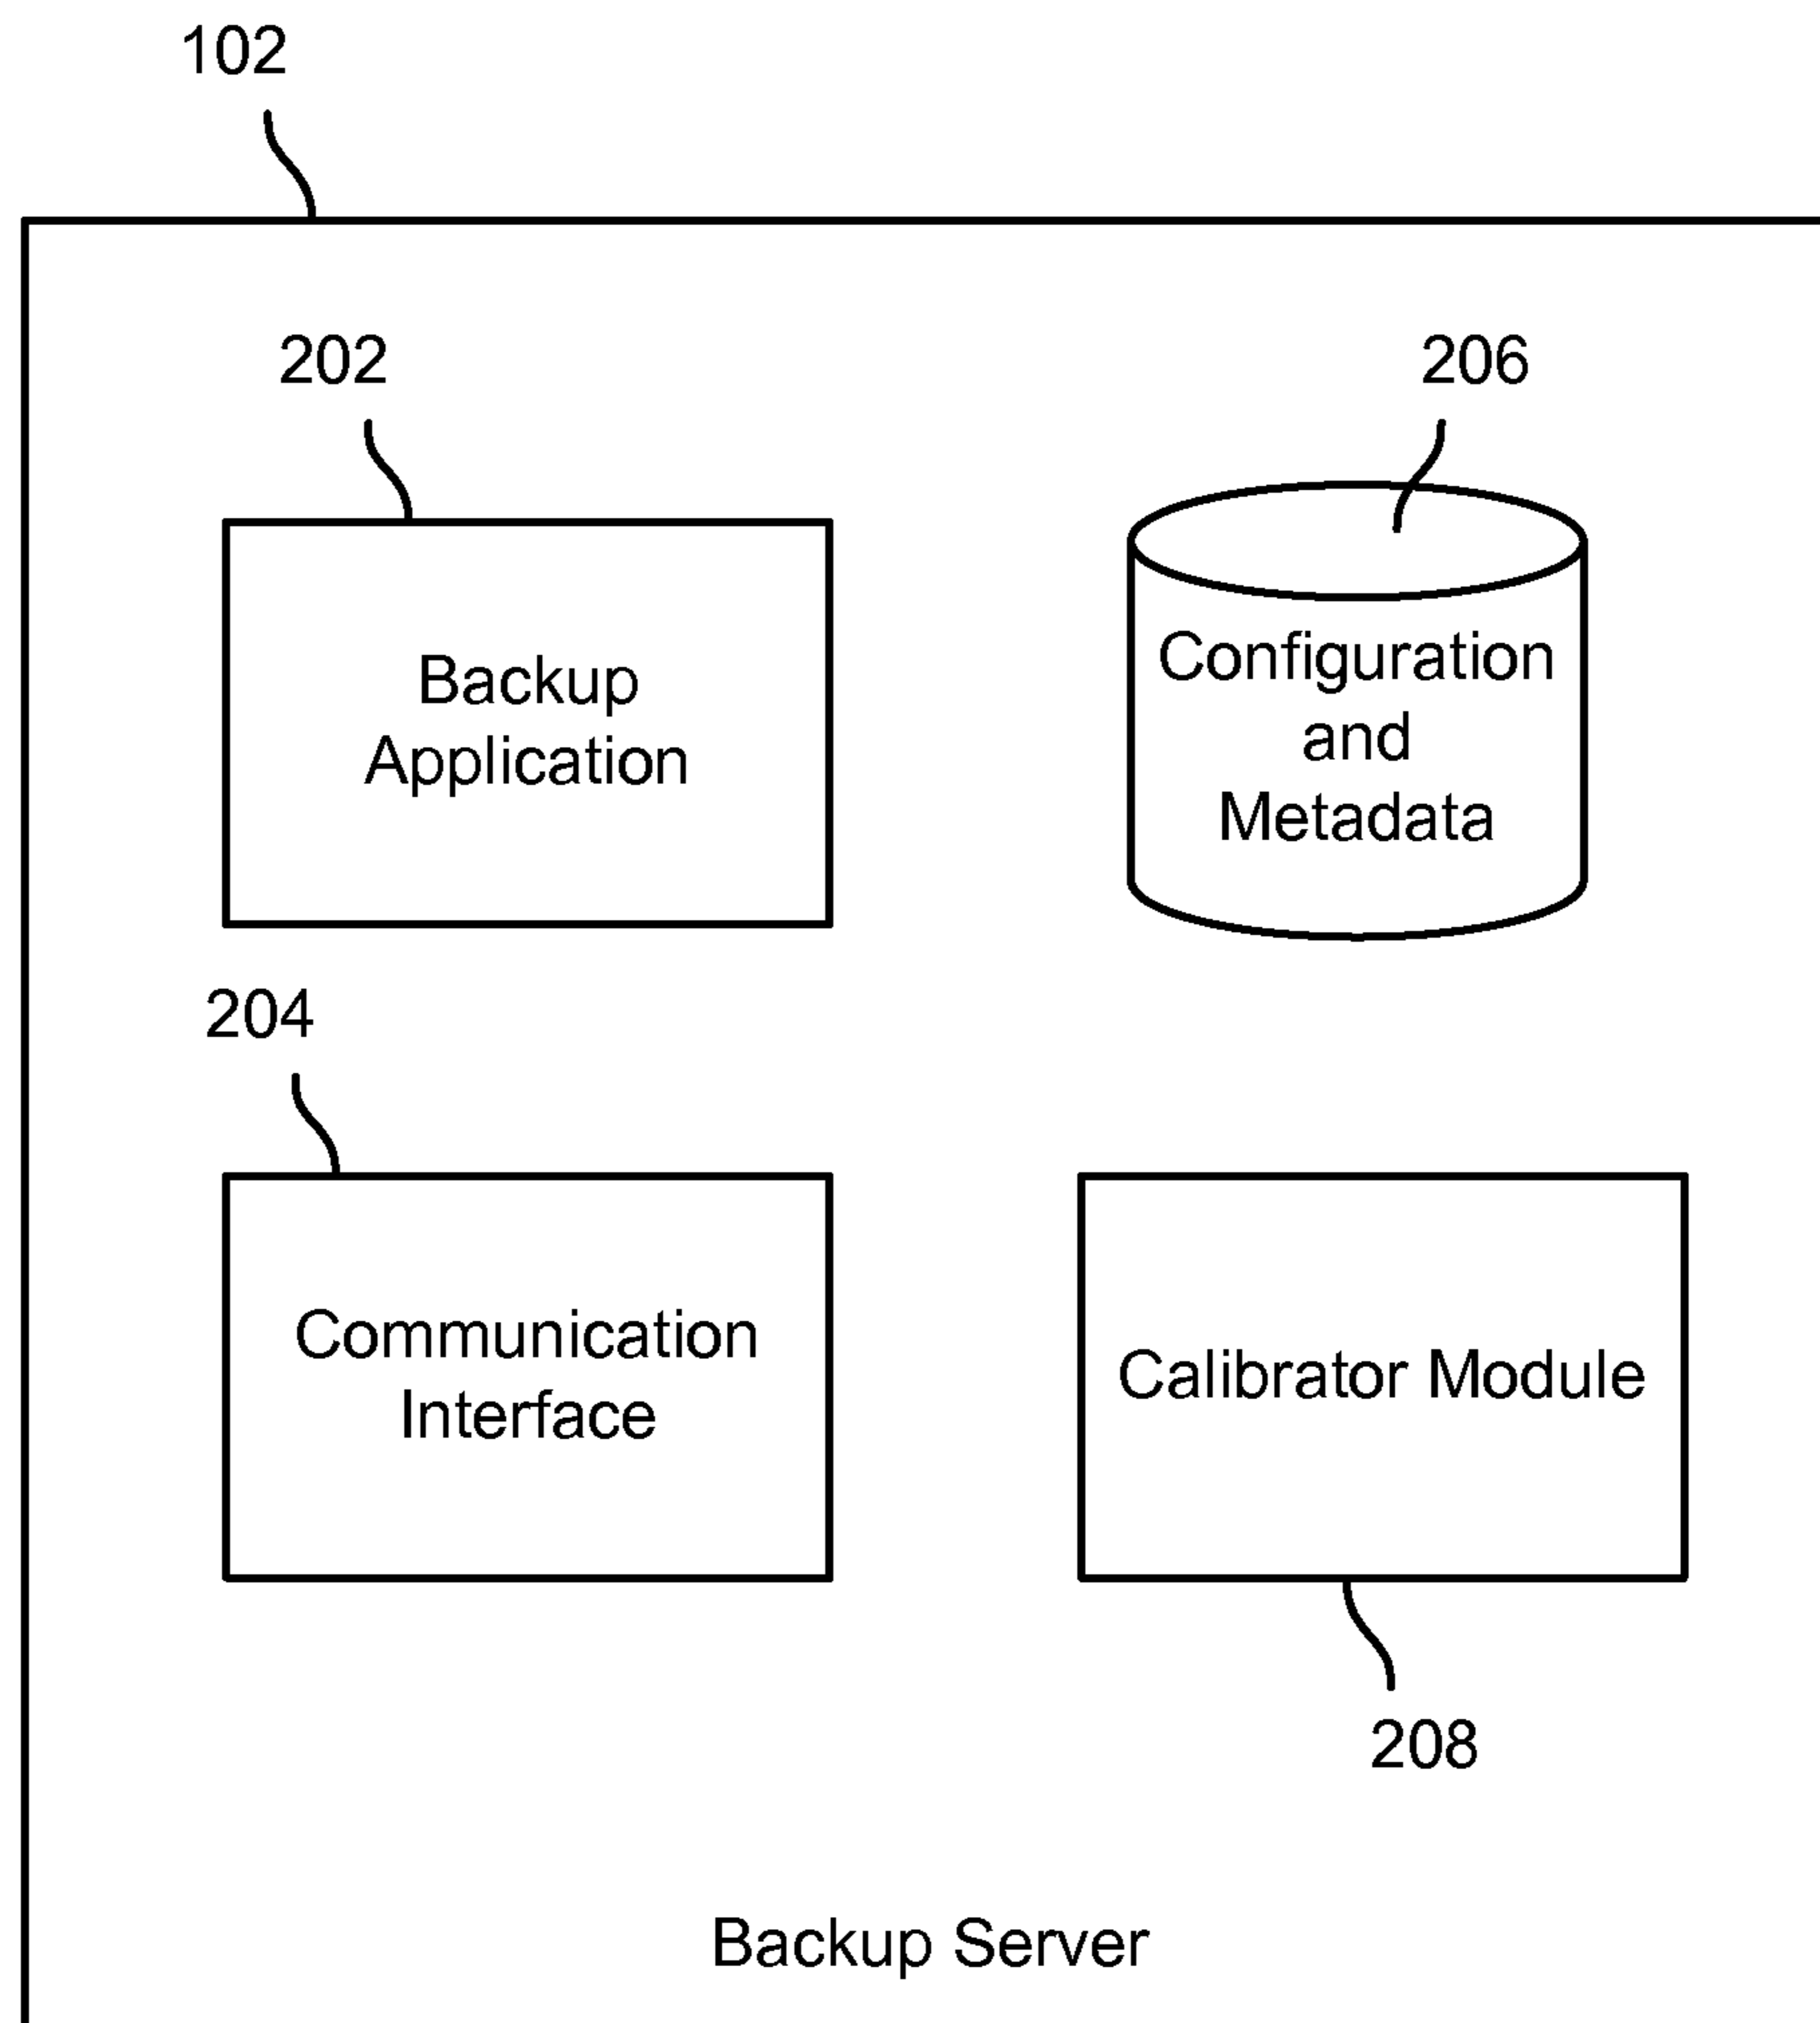 102
202
Backup
Application
206
Configuration
and
Metadata
204
Communication
Interface
Calibrator Module
208
Backup Server